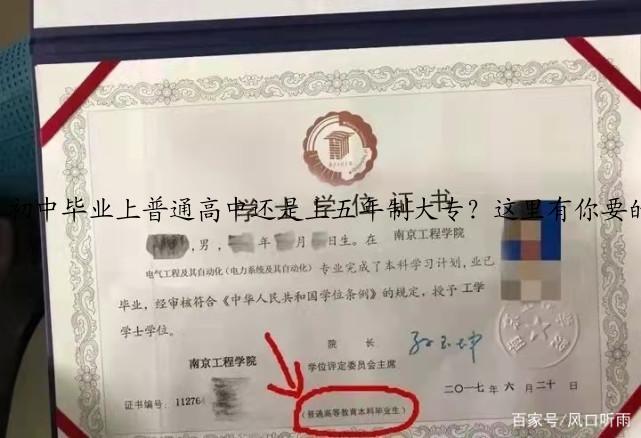 学士学位证书
初中毕业上普通高中还是上五年制大专？这里有你要的
，男，年 月 日生。在 南京工程学院
电气工程及其自动化（电力系统及其自动化） 专业完成了本科学习计划，业已
毕业，经审核符合《中华人民共和国学位条例》的规定，授予 工学
学士学位。
南京工程学院
院 长
学位评定委员会主席
证书编号：11276
二〇一七年 六月 二十日
（普通高等教育本科毕业生）
百家号/风口听雨